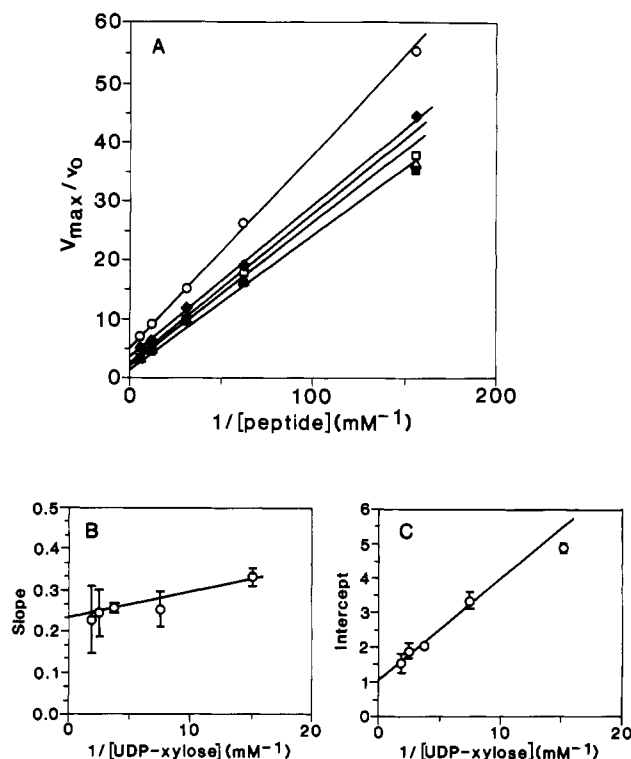 A
60
50
40
30
20
10
0
V_max/v_o
0 100 200
1/[peptide](mM⁻¹)
B
0.5
0.4
0.3
0.2
0.1
0.0
Slope
0 10 20
1/[UDP-xylose](mM⁻¹)
C
6
5
4
3
2
1
0
Intercept
0 10 20
1/[UDP-xylose](mM⁻¹)